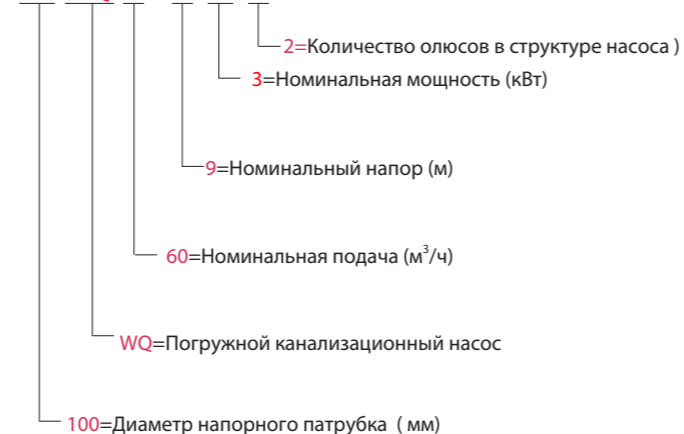 2=Количество олюсов в структуре насоса )
3=Номинальная мощность (кВт)
9=Номинальный напор (м)
60=Номинальная подача (м³/ч)
WQ=Погружной канализационный насос
100=Диаметр напорного патрубка ( мм)